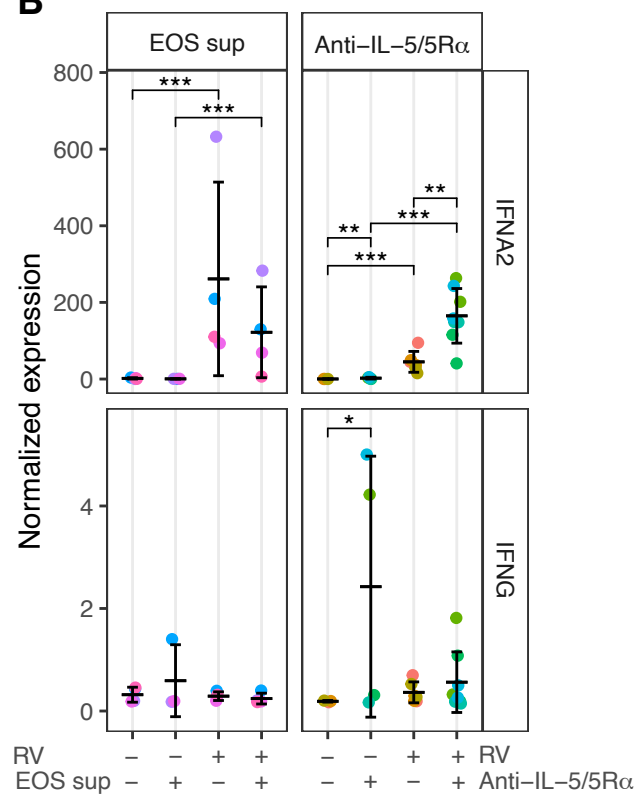 B
EOS sup Anti−IL−5/5Rα
800
600
400
200
0
*** *** ** *** ** ***
IFNA2
Normalized expression
4
2
0
*
IFNG
RV − − + + − − + + RV
EOS sup − + − + − + − + Anti−IL−5/5Rα